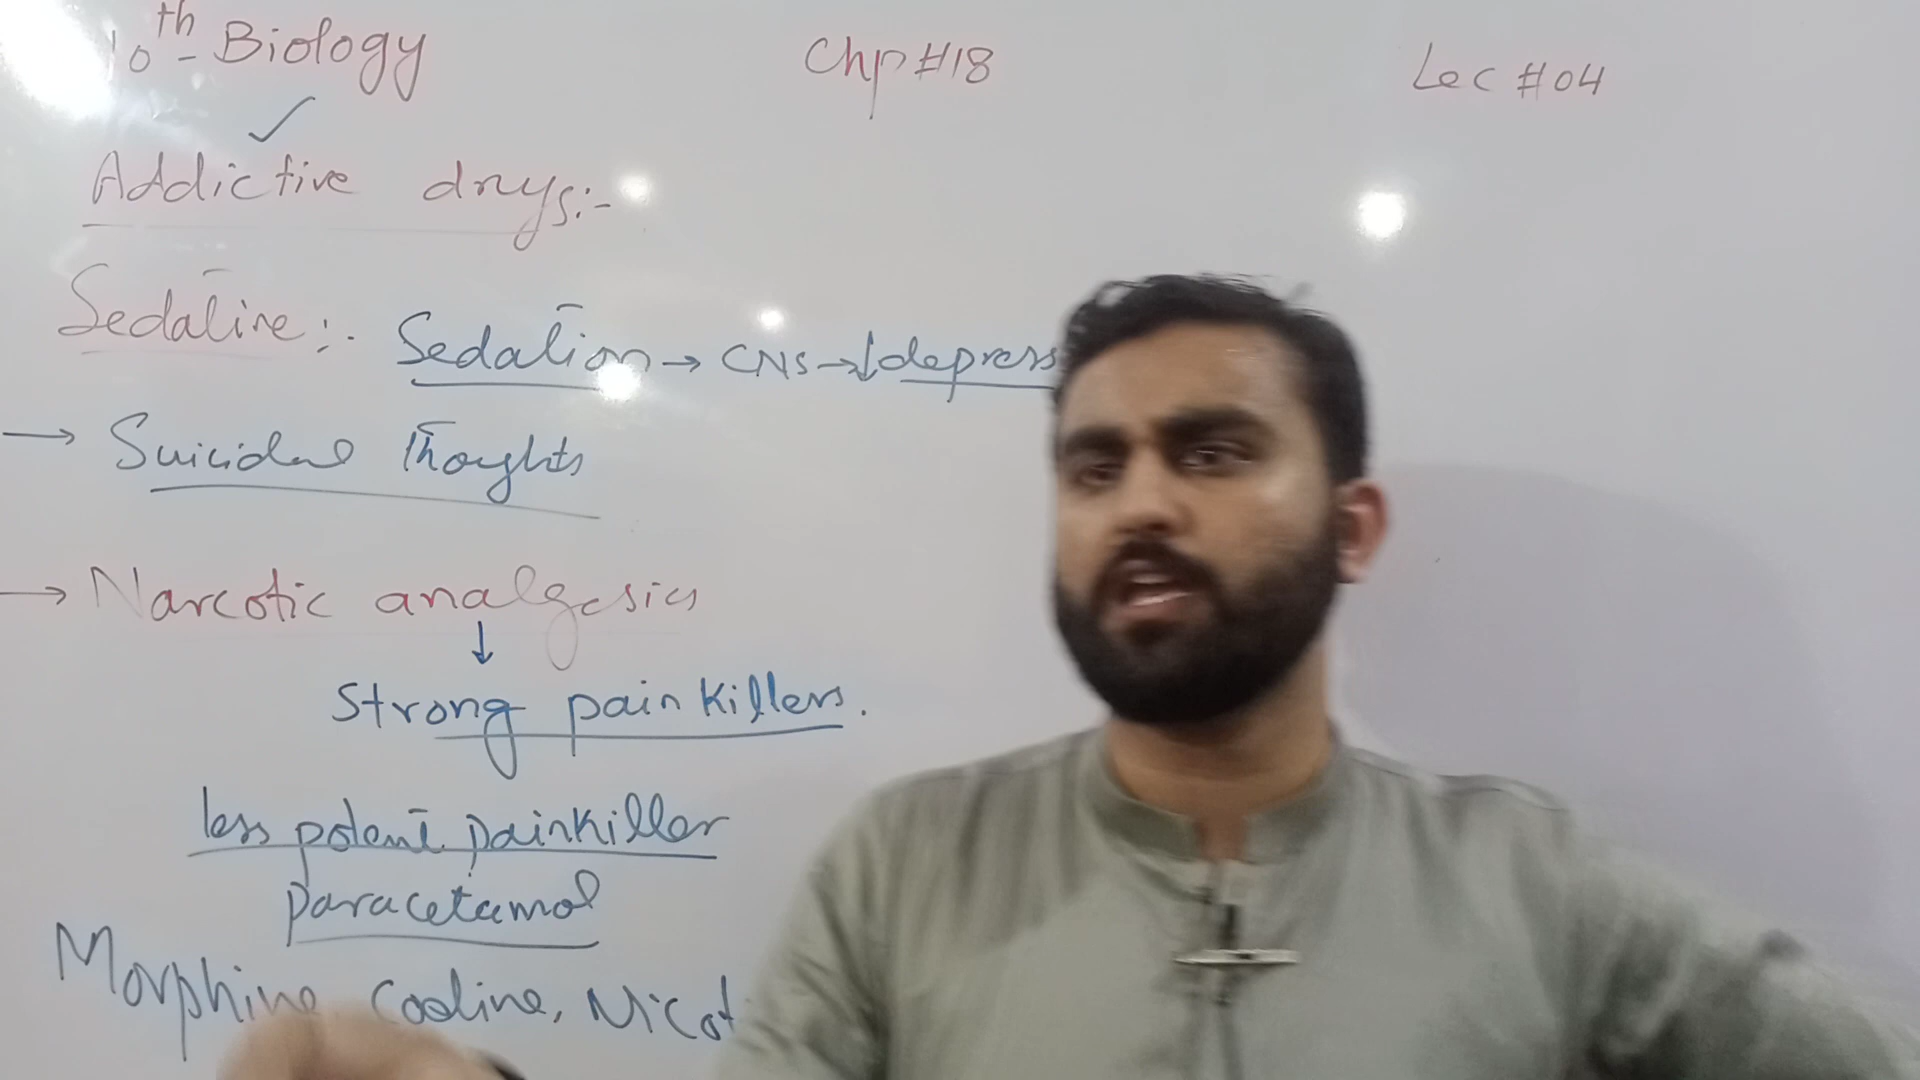 10th Biology
Chp #18
Lec #04
Addictive drugs:-
Sedative:-
Sedation → CNS → ↓ depress
→ Suicidal thoughts
→ Narcotic analgesics
↓
Strong pain killers.
less potent painkiller
paracetamol
Morphine, Codine, Nicot